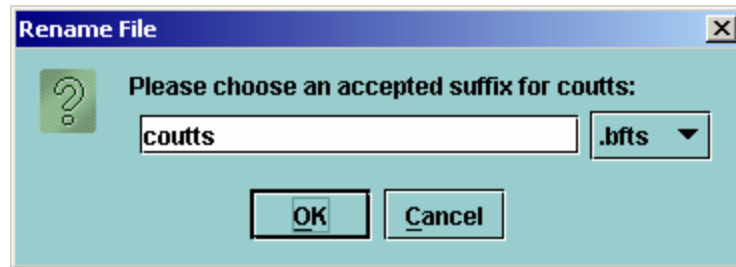 Rename File
Please choose an accepted suffix for coutts:
coutts .bfts
OK Cancel